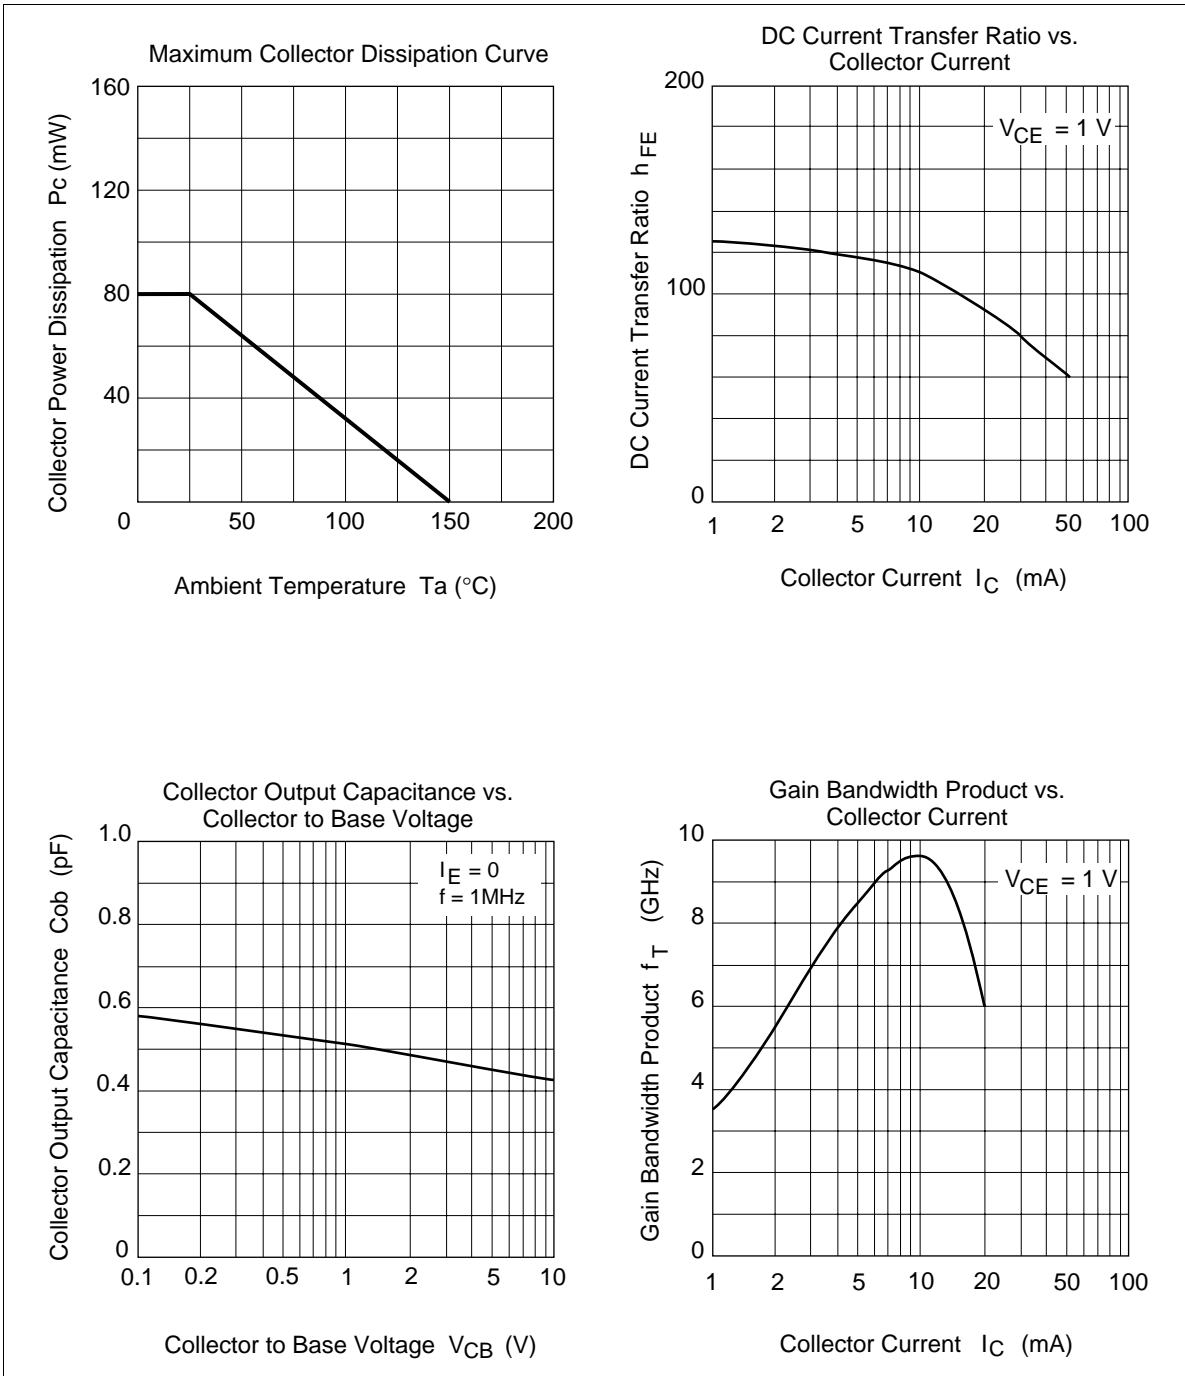 Maximum Collector Dissipation Curve
160
120
80
40
0
50
100
150
200
Collector Power Dissipation Pc (mW)
Ambient Temperature Ta (°C)
DC Current Transfer Ratio vs.
Collector Current
VCE = 1 V
200
100
0
1
2
5
10
20
50
100
DC Current Transfer Ratio hFE
Collector Current IC (mA)
Collector Output Capacitance vs.
Collector to Base Voltage
IE = 0
f = 1MHz
1.0
0.8
0.6
0.4
0.2
0
0.1
0.2
0.5
1
2
5
10
Collector Output Capacitance Cob (pF)
Collector to Base Voltage VCB (V)
Gain Bandwidth Product vs.
Collector Current
VCE = 1 V
10
8
6
4
2
0
1
2
5
10
20
50
100
Gain Bandwidth Product fT (GHz)
Collector Current IC (mA)